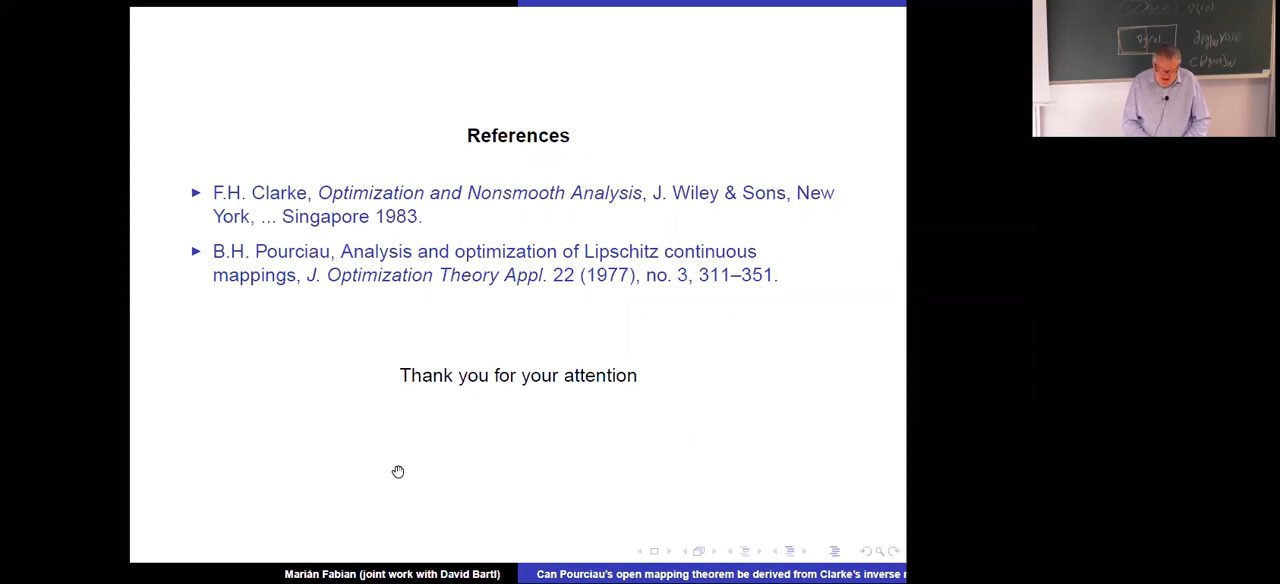 References
▶ F.H. Clarke, Optimization and Nonsmooth Analysis, J. Wiley & Sons, New
York, ... Singapore 1983.
▶ B.H. Pourciau, Analysis and optimization of Lipschitz continuous
mappings, J. Optimization Theory Appl. 22 (1977), no. 3, 311–351.
Thank you for your attention
Marián Fabian (joint work with David Bartl)
Can Pourciau's open mapping theorem be derived from Clarke's inverse